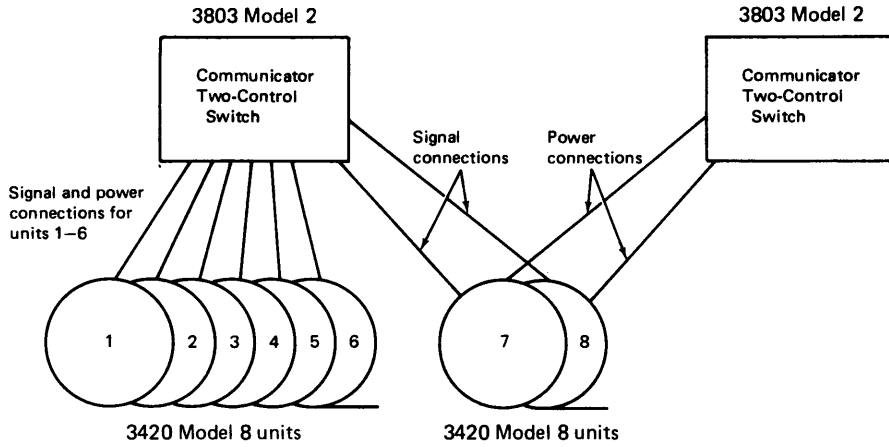 3803 Model 2
3803 Model 2
Communicator
Two-Control
Switch
Communicator
Two-Control
Switch
Signal
connections
Power
connections
Signal and power
connections for
units 1–6
1
2
3
4
5
6
7
8
3420 Model 8 units
3420 Model 8 units